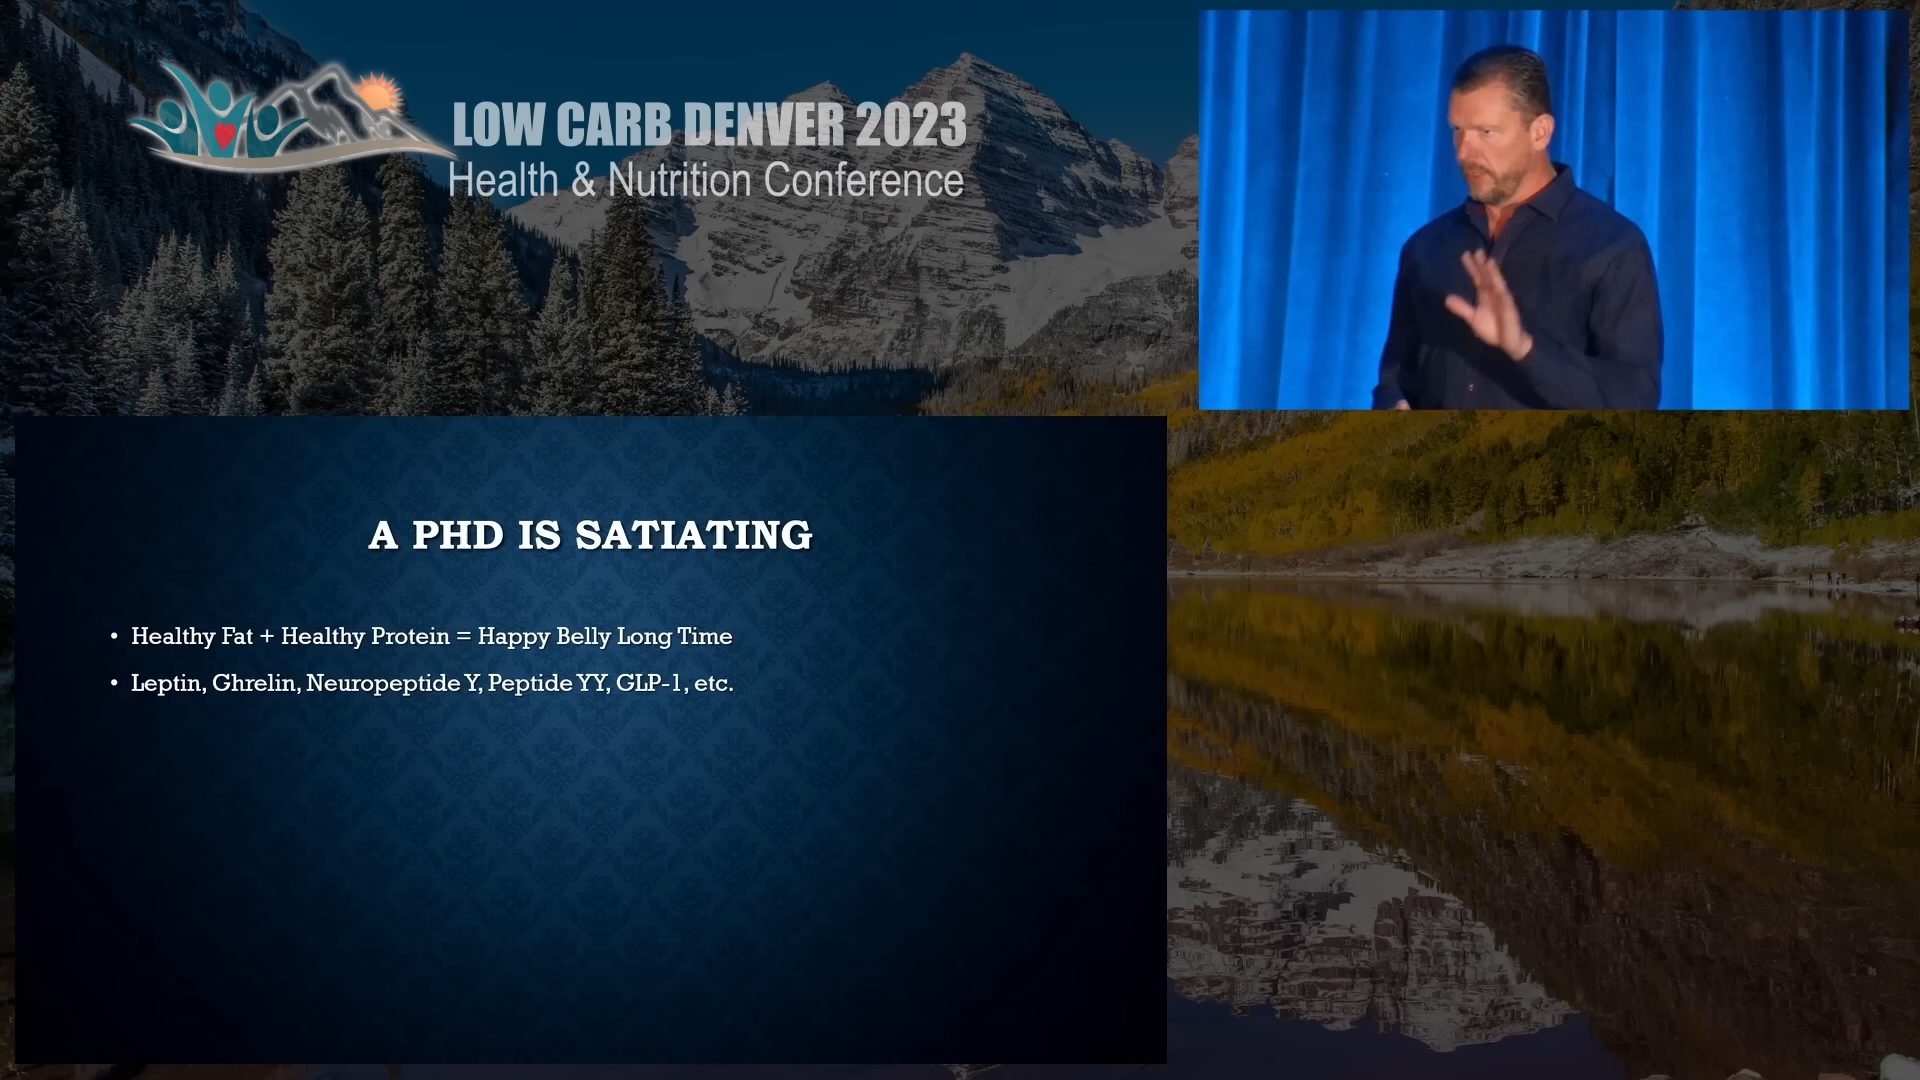 LOW CARB DENVER 2023
Health & Nutrition Conference
A PHD IS SATIATING
• Healthy Fat + Healthy Protein = Happy Belly Long Time
• Leptin, Ghrelin, Neuropeptide Y, Peptide YY, GLP-1, etc.